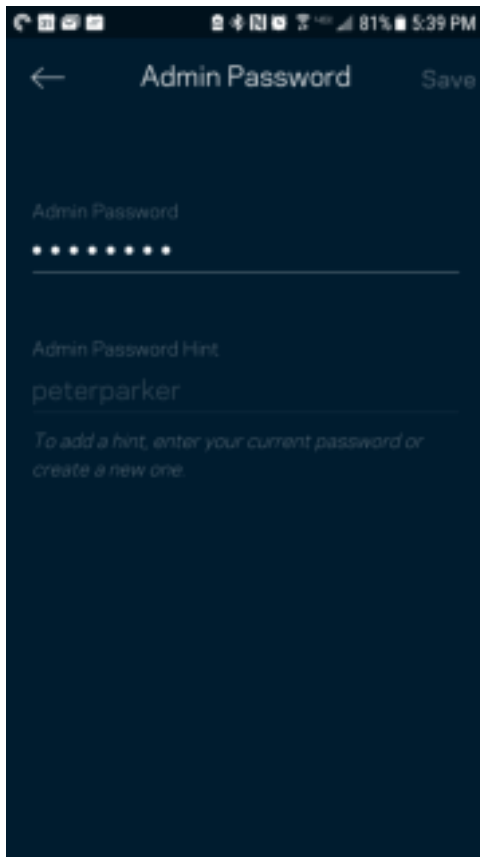 81% 5:39 PM
Admin Password Save
Admin Password
••••••••
Admin Password Hint
peterparker
To add a hint, enter your current password or
create a new one.